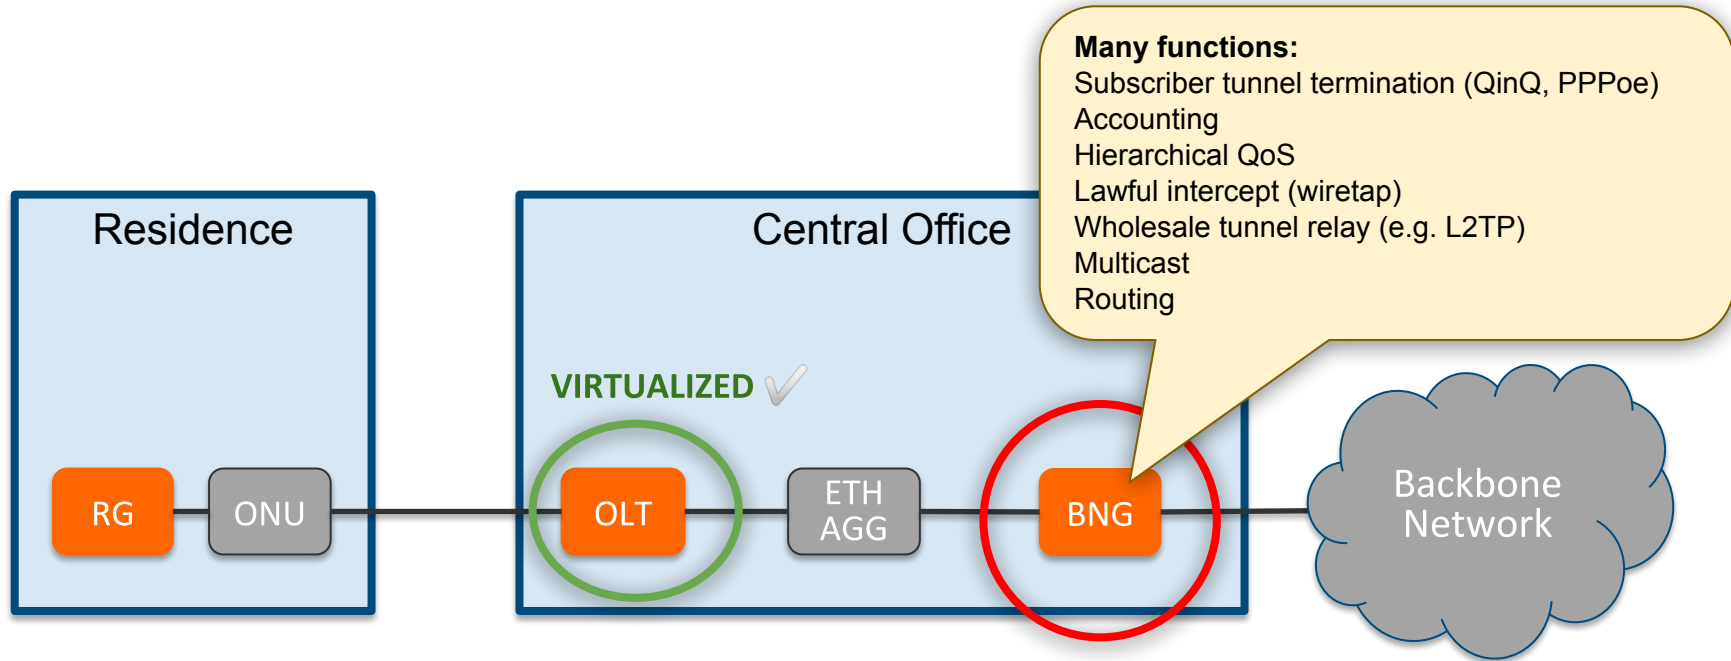 Many functions:
Subscriber tunnel termination (QinQ, PPPoe)
Accounting
Hierarchical QoS
Lawful intercept (wiretap)
Wholesale tunnel relay (e.g. L2TP)
Multicast
Routing
Residence
Central Office
VIRTUALIZED
RG
ONU
OLT
ETH
AGG
BNG
Backbone
Network